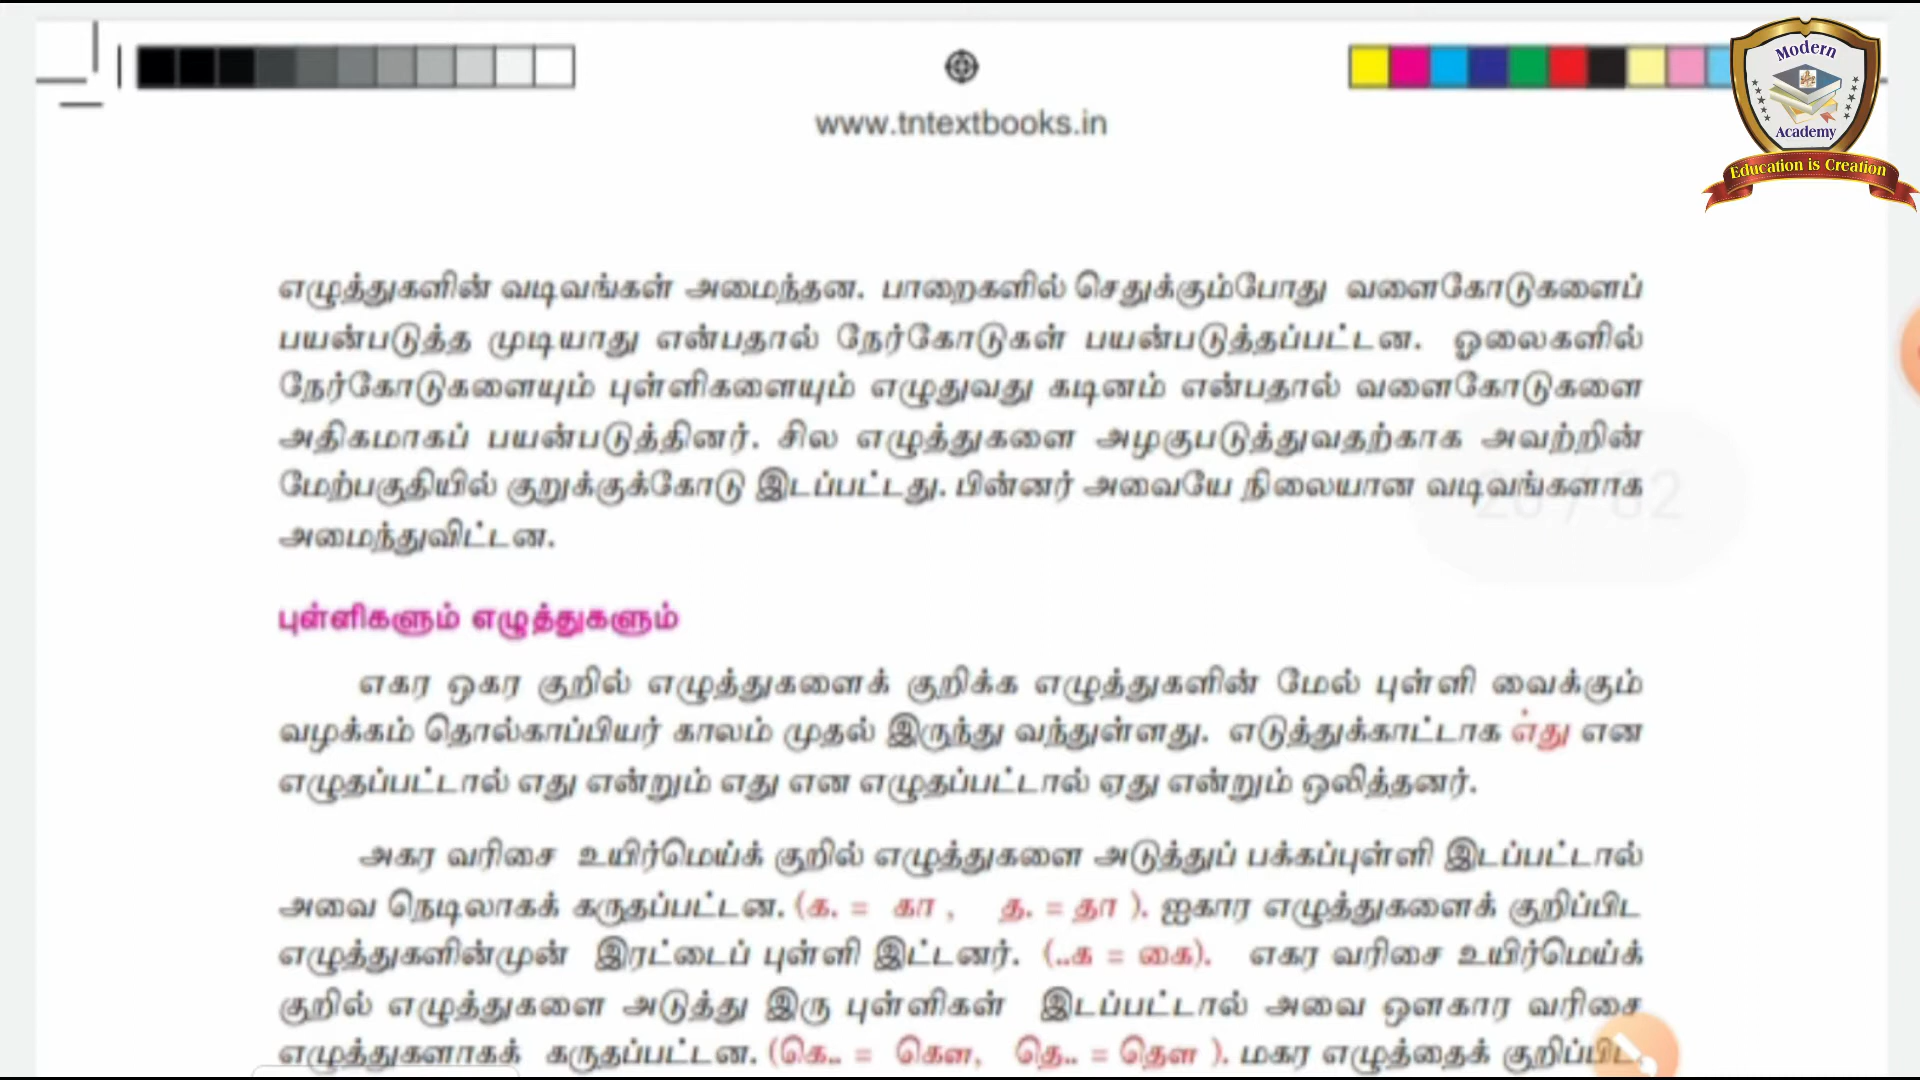 www.tntextbooks.in
Modern
Academy
Education is Creation
எழுத்துகளின் வடிவங்கள் அமைந்தன. பாறைகளில் செதுக்கும்போது வளைகோடுகளைப்
பயன்படுத்த முடியாது என்பதால் நேர்கோடுகள் பயன்படுத்தப்பட்டன. ஓலைகளில்
நேர்கோடுகளையும் புள்ளிகளையும் எழுதுவது கடினம் என்பதால் வளைகோடுகளை
அதிகமாகப் பயன்படுத்தினர். சில எழுத்துகளை அழகுபடுத்துவதற்காக அவற்றின்
மேற்பகுதியில் குறுக்குக்கோடு இடப்பட்டது. பின்னர் அவையே நிலையான வடிவங்களாக
அமைந்துவிட்டன.
புள்ளிகளும் எழுத்துகளும்
எகர ஒகர குறில் எழுத்துகளைக் குறிக்க எழுத்துகளின் மேல் புள்ளி வைக்கும்
வழக்கம் தொல்காப்பியர் காலம் முதல் இருந்து வந்துள்ளது. எடுத்துக்காட்டாக எ்து என
எழுதப்பட்டால் எது என்றும் எது என எழுதப்பட்டால் ஏது என்றும் ஒலித்தனர்.
அகர வரிசை உயிர்மெய்க் குறில் எழுத்துகளை அடுத்துப் பக்கப்புள்ளி இடப்பட்டால்
அவை நெடிலாகக் கருதப்பட்டன. (க. = கா , த. = தா ). ஐகார எழுத்துகளைக் குறிப்பிட
எழுத்துகளின்முன் இரட்டைப் புள்ளி இட்டனர். (..க = கை). எகர வரிசை உயிர்மெய்க்
குறில் எழுத்துகளை அடுத்து இரு புள்ளிகள் இடப்பட்டால் அவை ஔகார வரிசை
எழுத்துகளாகக் கருதப்பட்டன. (கெ.. = கௌ, தெ.. = தௌ ). மகர எழுத்தைக் குறிப்பிட